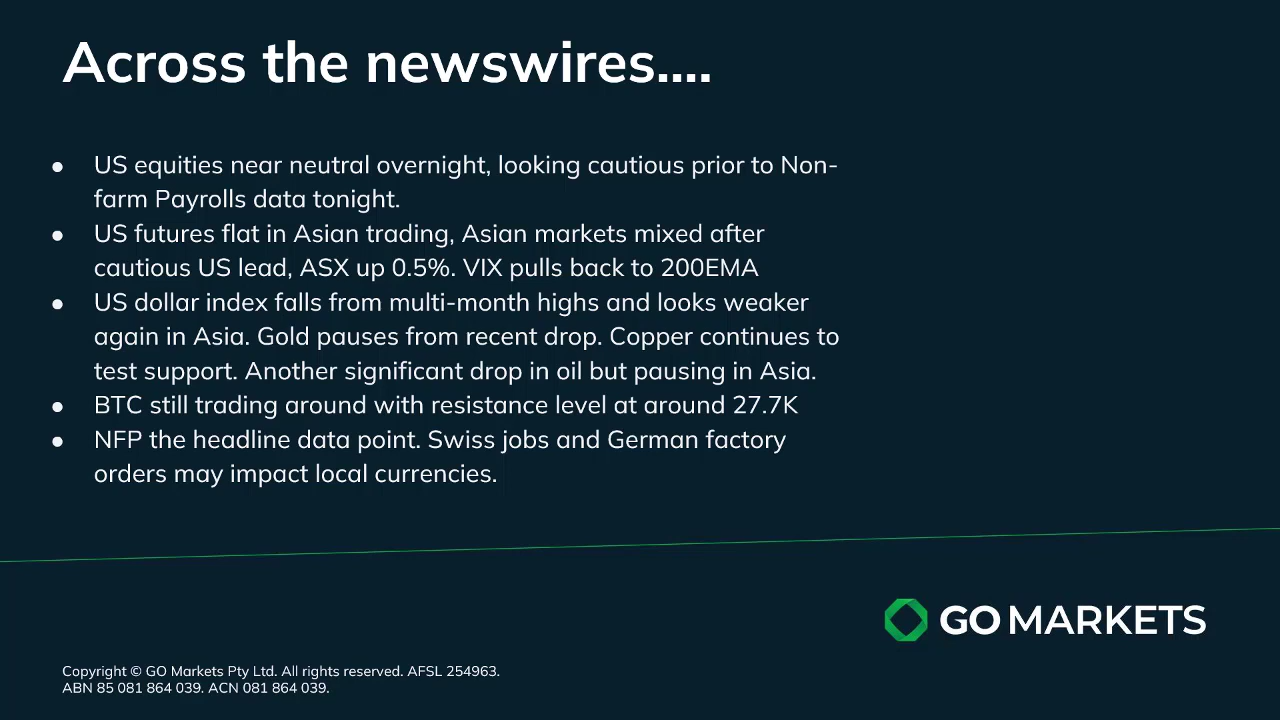 Across the newswires....
● US equities near neutral overnight, looking cautious prior to Non-
farm Payrolls data tonight.
● US futures flat in Asian trading, Asian markets mixed after
cautious US lead, ASX up 0.5%. VIX pulls back to 200EMA
● US dollar index falls from multi-month highs and looks weaker
again in Asia. Gold pauses from recent drop. Copper continues to
test support. Another significant drop in oil but pausing in Asia.
● BTC still trading around with resistance level at around 27.7K
● NFP the headline data point. Swiss jobs and German factory
orders may impact local currencies.
GO MARKETS
Copyright © GO Markets Pty Ltd. All rights reserved. AFSL 254963.
ABN 85 081 864 039. ACN 081 864 039.